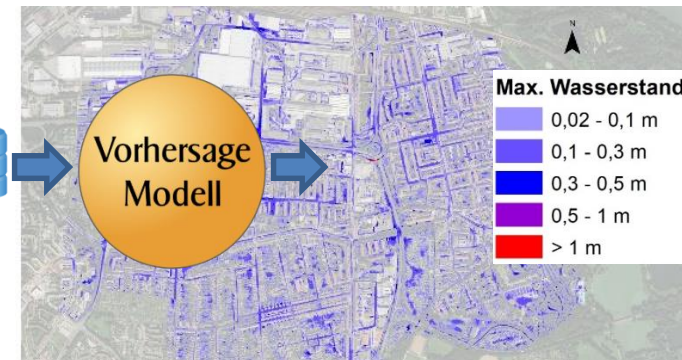 N
Vorhersage
Modell
Max. Wasserstand
0,02 - 0,1 m
0,1 - 0,3 m
0,3 - 0,5 m
0,5 - 1 m
> 1 m